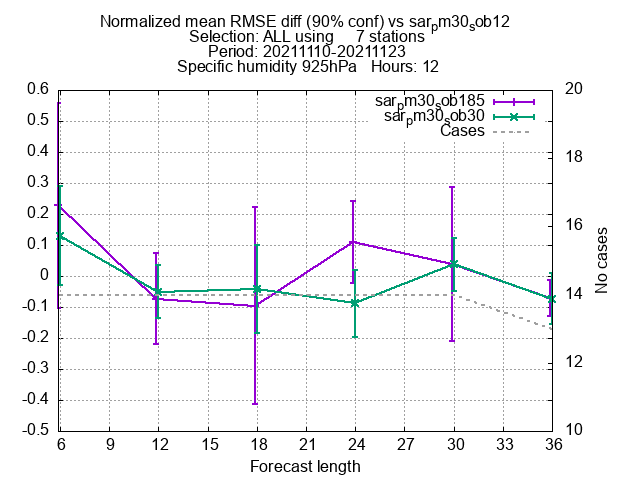 Normalized mean RMSE diff (90% conf) vs sarpm30sob12
Selection: ALL using 7 stations
Period: 20211110-20211123
Specific humidity 925hPa Hours: 12
sarpm30sob185
sarpm30sob30
Cases
0.6
0.5
0.4
0.3
0.2
0.1
0
-0.1
-0.2
-0.3
-0.4
-0.5
20
18
16
14
12
10
No cases
6 9 12 15 18 21 24 27 30 33 36
Forecast length